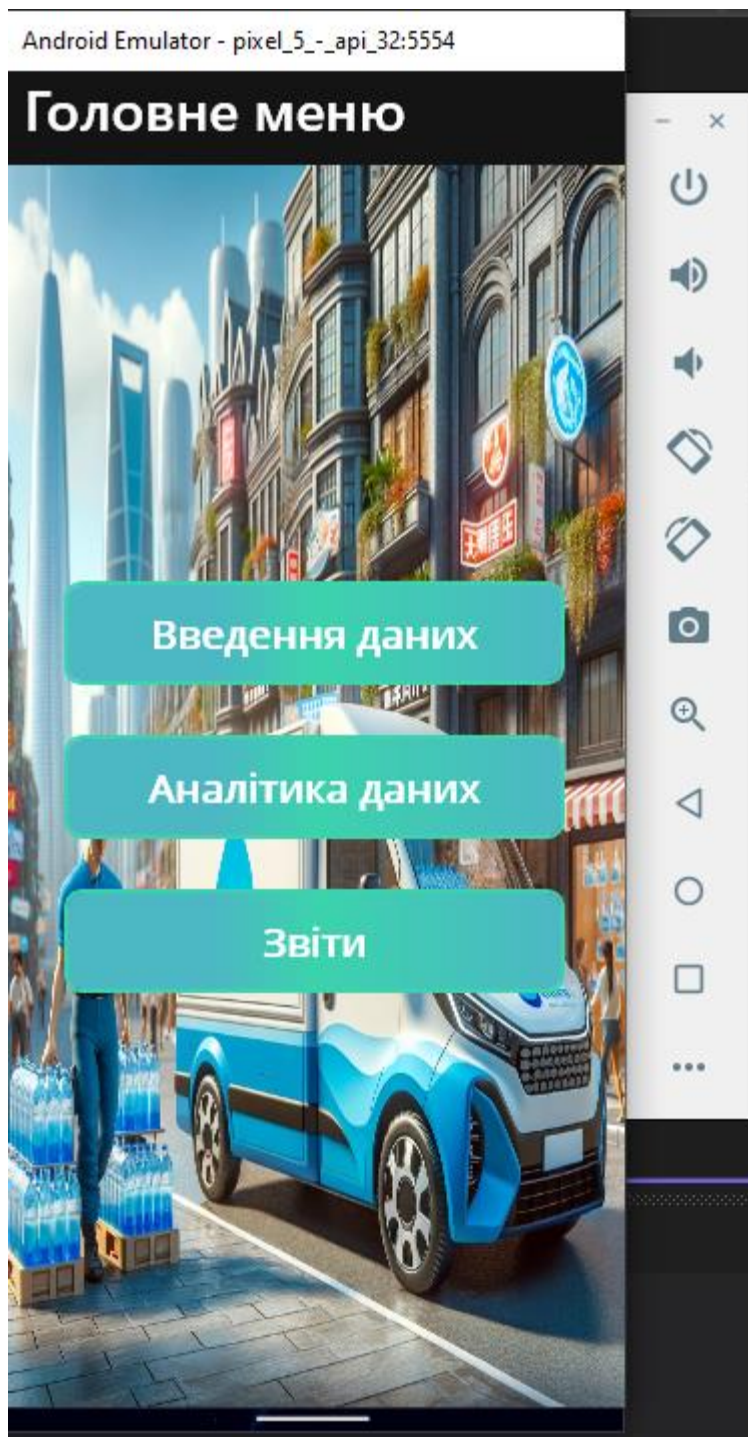 Android Emulator - pixel_5_-_api_32:5554
Головне меню
Введення даних
Аналітика даних
Звіти